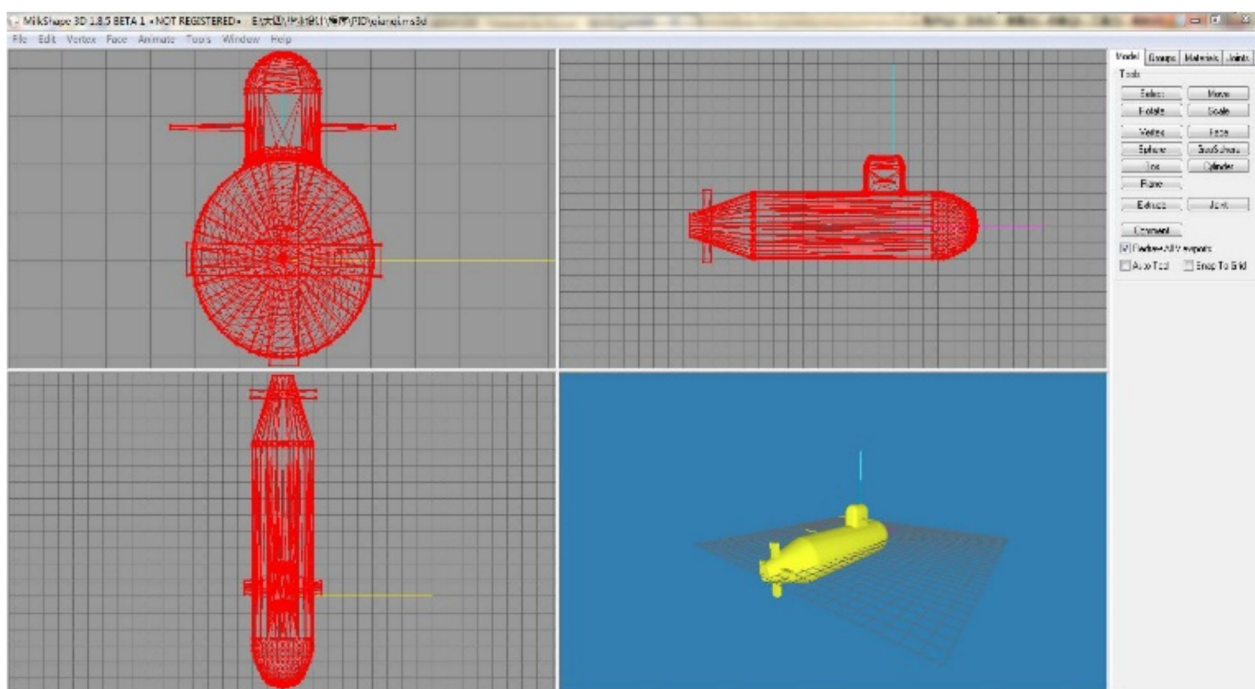 MilkShape 3D 1.8.5 BETA 1 - NOT REGISTERED -
File Edit Vertex Face Animate Tools Window Help
Model Groups Materials Joints
Tools
Select Move
Rotate Scale
Vertex Face
Sphere GeoSphere
Box Cylinder
Plane
Extrude Joint
Comment
Redraw All Viewports
Auto Tool Snap To Grid